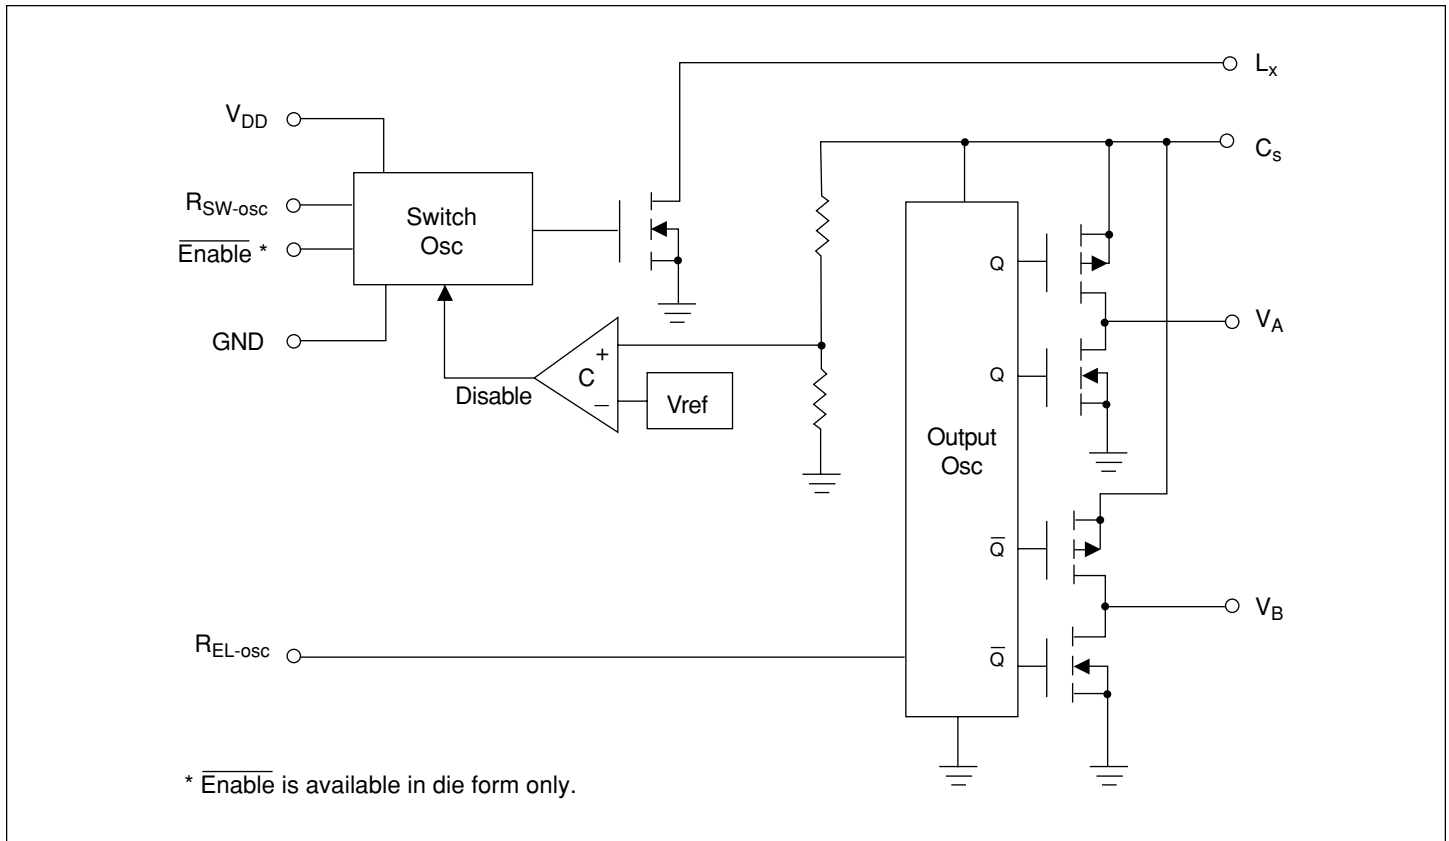 Lx
VDD
Cs
RSW-osc
Switch
Osc
Enable *
Q
VA
GND
+
C
Disable
–
Vref
Q
Output
Osc
Q
VB
REL-osc
Q
* Enable is available in die form only.